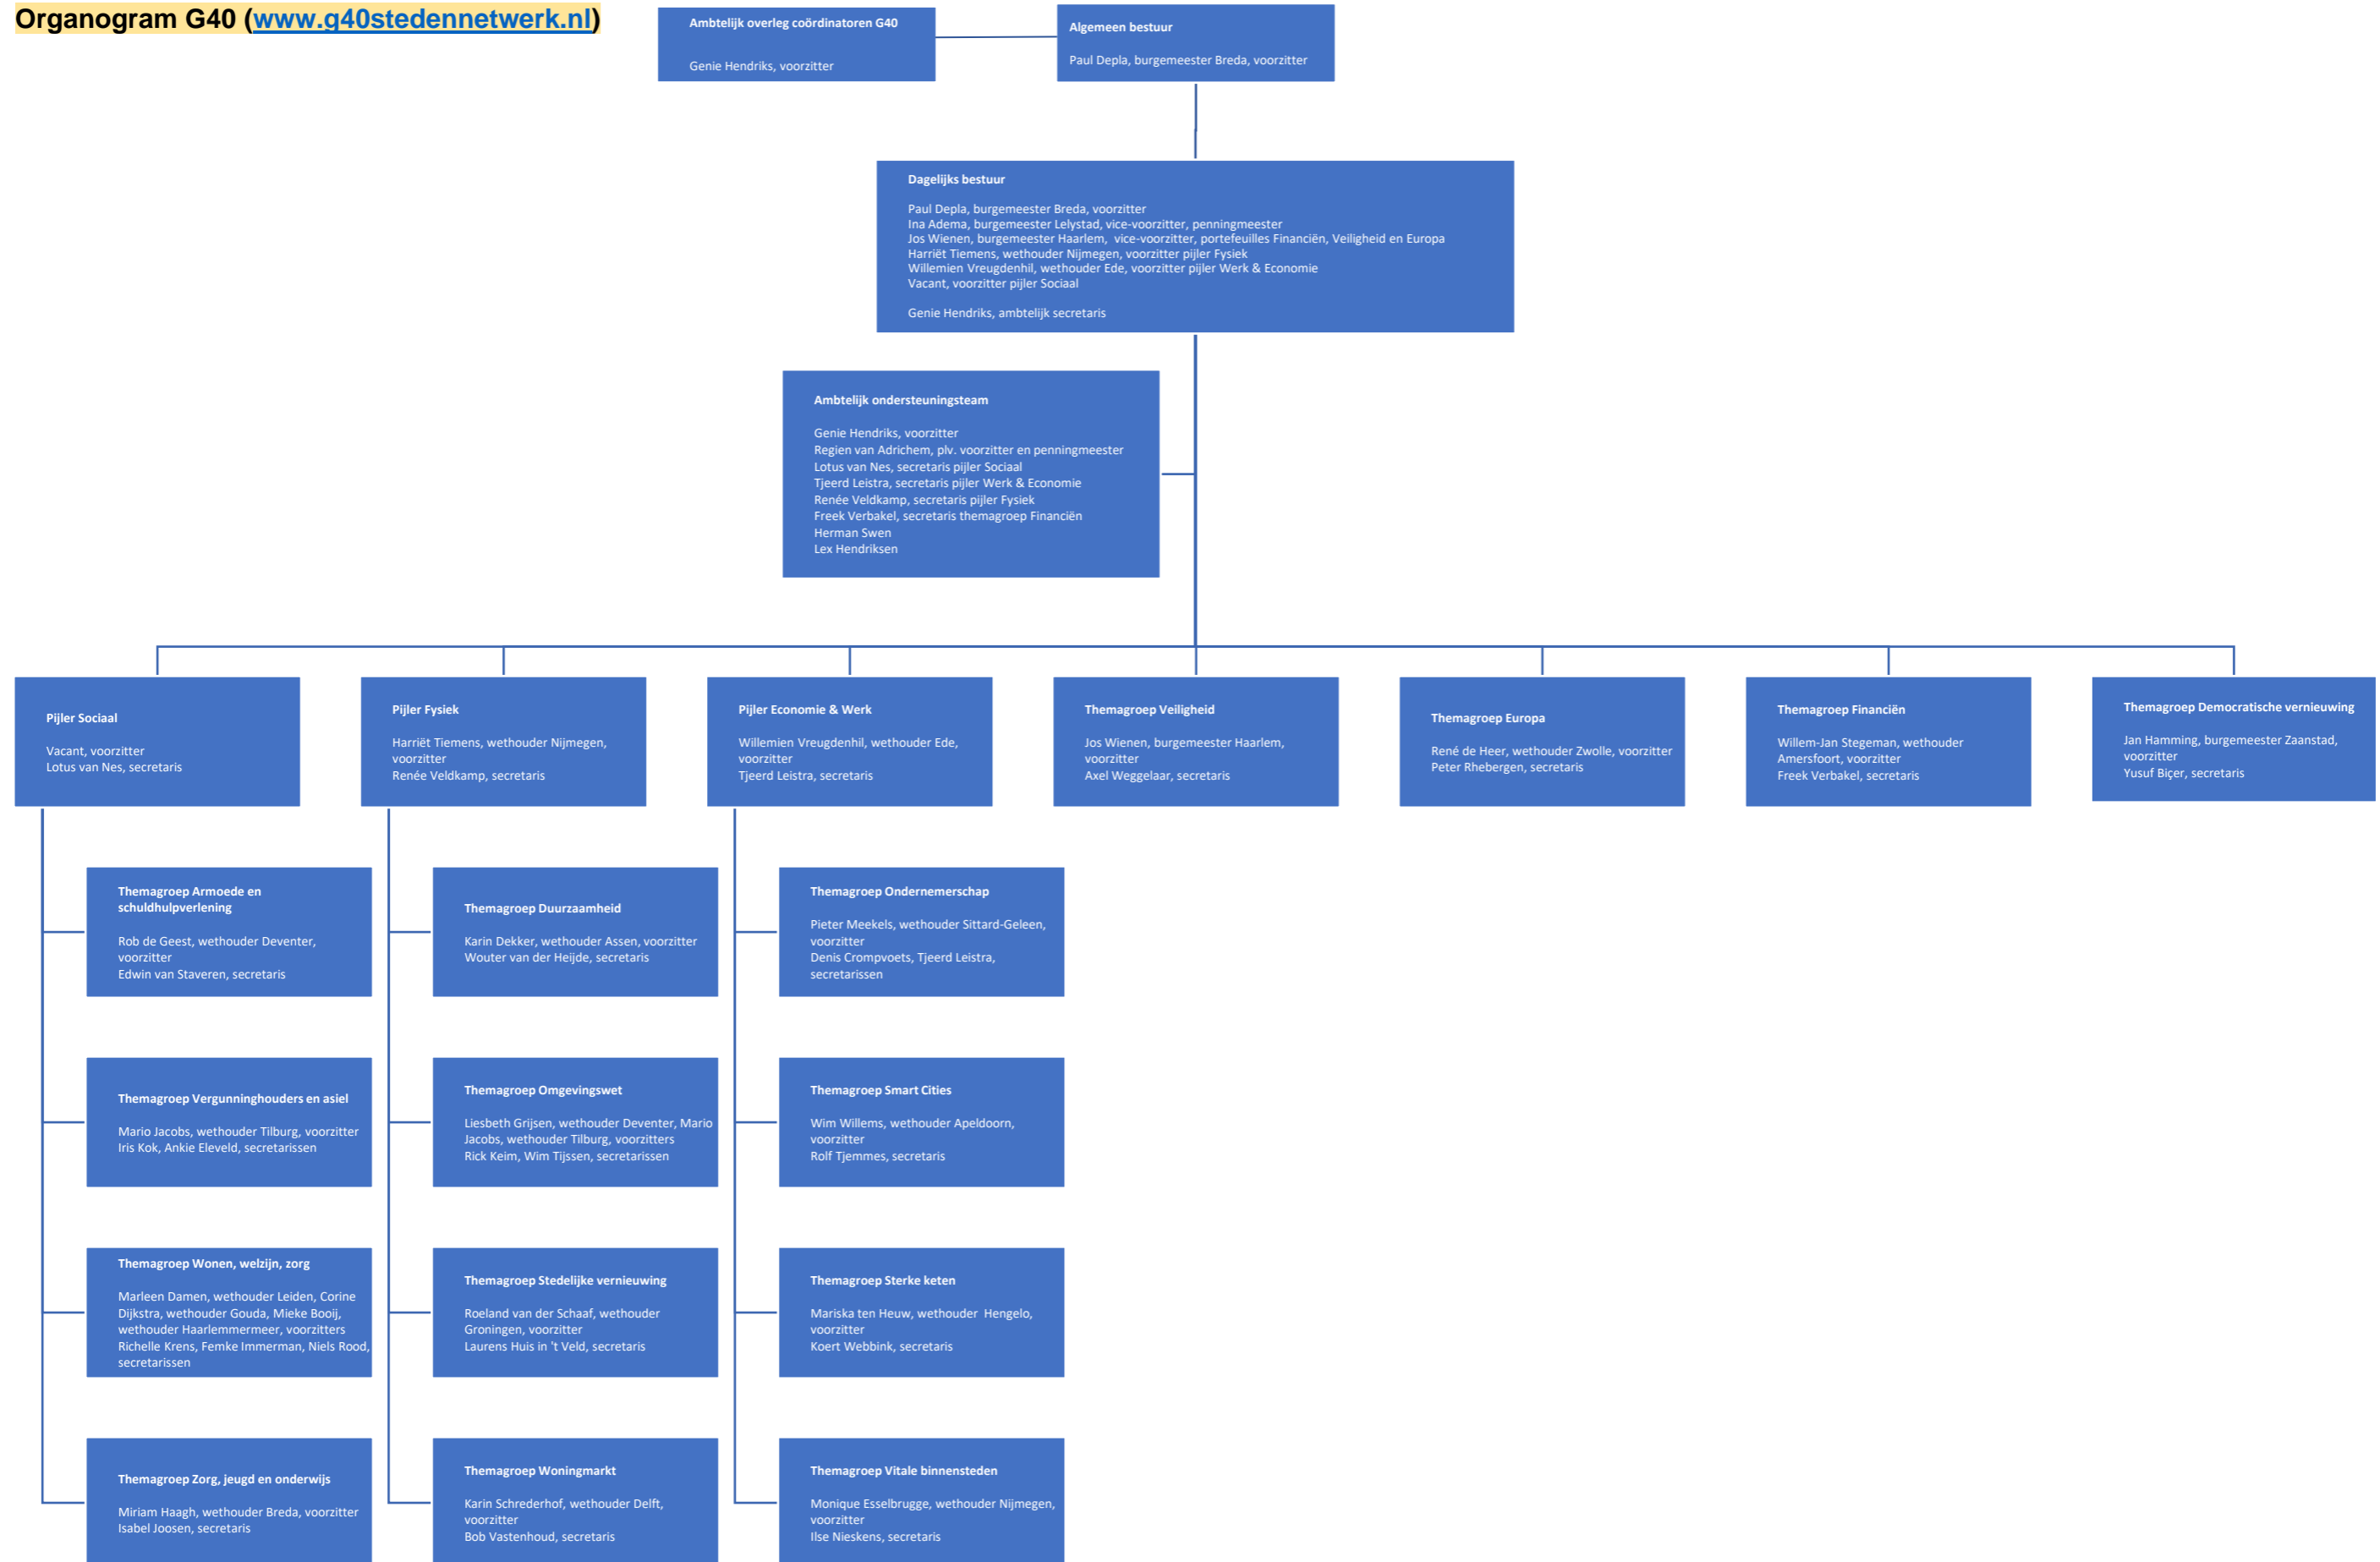 Organogram G40 (www.g40stedennetwerk.nl)
Ambtelijk overleg coördinatoren G40
Genie Hendriks, voorzitter
Algemeen bestuur
Paul Depla, burgemeester Breda, voorzitter
Dagelijks bestuur
Paul Depla, burgemeester Breda, voorzitter
Ina Adema, burgemeester Lelystad, vice-voorzitter, penningmeester
Jos Wienen, burgemeester Haarlem, vice-voorzitter, portefeuilles Financiën, Veiligheid en Europa
Harriët Tiemens, wethouder Nijmegen, voorzitter pijler Fysiek
Willemien Vreugdenhil, wethouder Ede, voorzitter pijler Werk & Economie
Vacant, voorzitter pijler Sociaal
Genie Hendriks, ambtelijk secretaris
Ambtelijk ondersteuningsteam
Genie Hendriks, voorzitter
Regien van Adrichem, plv. voorzitter en penningmeester
Lotus van Nes, secretaris pijler Sociaal
Tjeerd Leistra, secretaris pijler Werk & Economie
Renée Veldkamp, secretaris pijler Fysiek
Freek Verbakel, secretaris themagroep Financiën
Herman Swen
Lex Hendriksen
Pijler Sociaal
Vacant, voorzitter
Lotus van Nes, secretaris
Pijler Fysiek
Harriët Tiemens, wethouder Nijmegen,
voorzitter
Renée Veldkamp, secretaris
Pijler Economie & Werk
Willemien Vreugdenhil, wethouder Ede,
voorzitter
Tjeerd Leistra, secretaris
Themagroep Veiligheid
Jos Wienen, burgemeester Haarlem,
voorzitter
Axel Weggelaar, secretaris
Themagroep Europa
René de Heer, wethouder Zwolle, voorzitter
Peter Rhebergen, secretaris
Themagroep Financiën
Willem-Jan Stegeman, wethouder
Amersfoort, voorzitter
Freek Verbakel, secretaris
Themagroep Democratische vernieuwing
Jan Hamming, burgemeester Zaanstad,
voorzitter
Yusuf Biçer, secretaris
Themagroep Armoede en
schuldhulpverlening
Rob de Geest, wethouder Deventer,
voorzitter
Edwin van Staveren, secretaris
Themagroep Duurzaamheid
Karin Dekker, wethouder Assen, voorzitter
Wouter van der Heijde, secretaris
Themagroep Ondernemerschap
Pieter Meekels, wethouder Sittard-Geleen,
voorzitter
Denis Crompvoets, Tjeerd Leistra,
secretarissen
Themagroep Vergunninghouders en asiel
Mario Jacobs, wethouder Tilburg, voorzitter
Iris Kok, Ankie Eleveld, secretarissen
Themagroep Omgevingswet
Liesbeth Grijsen, wethouder Deventer, Mario
Jacobs, wethouder Tilburg, voorzitters
Rick Keim, Wim Tijssen, secretarissen
Themagroep Smart Cities
Wim Willems, wethouder Apeldoorn,
voorzitter
Rolf Tjemmes, secretaris
Themagroep Wonen, welzijn, zorg
Marleen Damen, wethouder Leiden, Corine
Dijkstra, wethouder Gouda, Mieke Booij,
wethouder Haarlemmermeer, voorzitters
Richelle Krens, Femke Immerman, Niels Rood,
secretarissen
Themagroep Stedelijke vernieuwing
Roeland van der Schaaf, wethouder
Groningen, voorzitter
Laurens Huis in 't Veld, secretaris
Themagroep Sterke keten
Mariska ten Heuw, wethouder Hengelo,
voorzitter
Koert Webbink, secretaris
Themagroep Zorg, jeugd en onderwijs
Miriam Haagh, wethouder Breda, voorzitter
Isabel Joosen, secretaris
Themagroep Woningmarkt
Karin Schrederhof, wethouder Delft,
voorzitter
Bob Vastenhoud, secretaris
Themagroep Vitale binnensteden
Monique Esselbrugge, wethouder Nijmegen,
voorzitter
Ilse Nieskens, secretaris